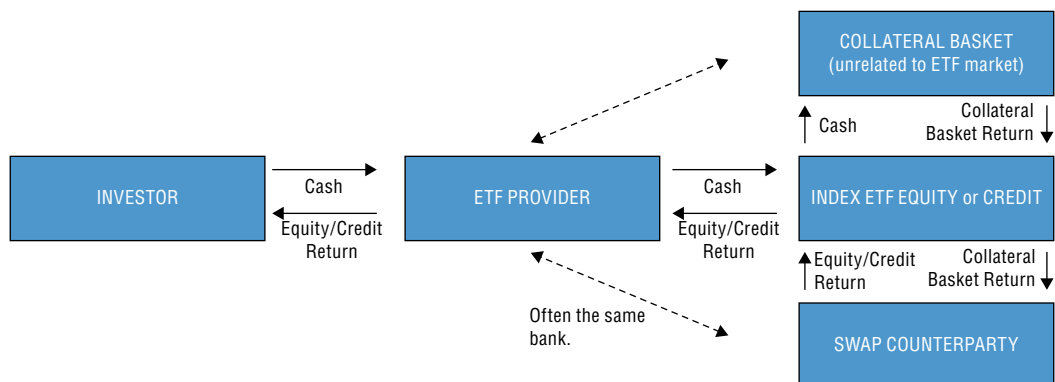 COLLATERAL BASKET
(unrelated to ETF market)
Cash
Collateral
Basket Return
INVESTOR
Cash
Equity/Credit
Return
ETF PROVIDER
Cash
Equity/Credit
Return
INDEX ETF EQUITY or CREDIT
Equity/Credit
Return
Collateral
Basket Return
Often the same
bank.
SWAP COUNTERPARTY